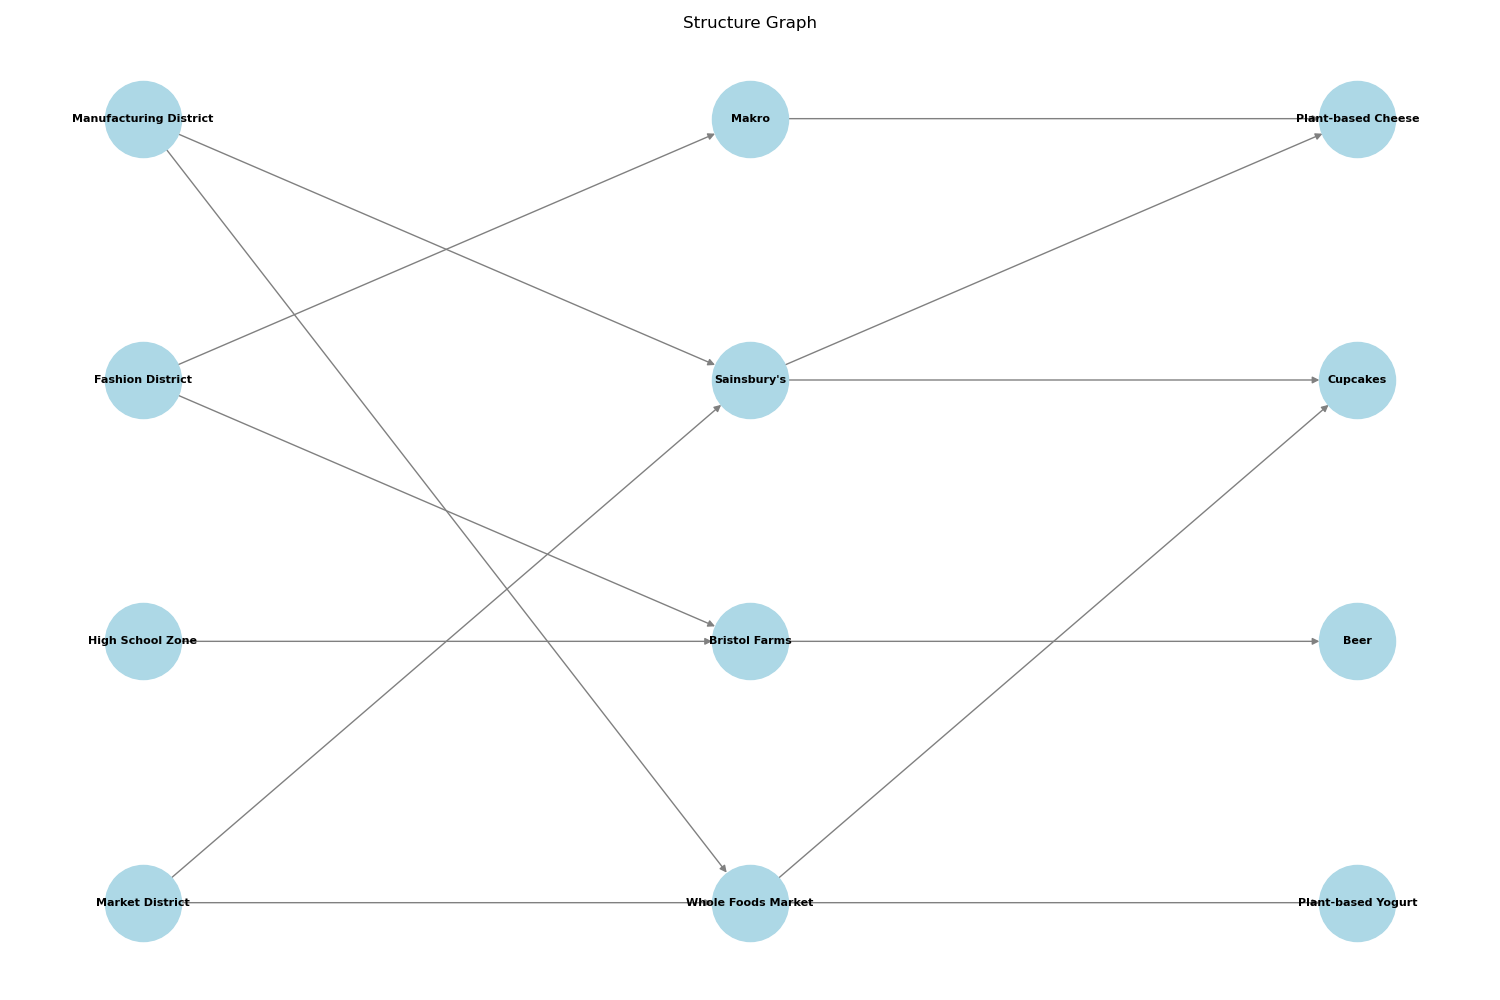 Structure Graph
Manufacturing District
Makro
Plant-based Cheese
Fashion District
Sainsbury's
Cupcakes
High School Zone
Bristol Farms
Beer
Market District
Whole Foods Market
Plant-based Yogurt